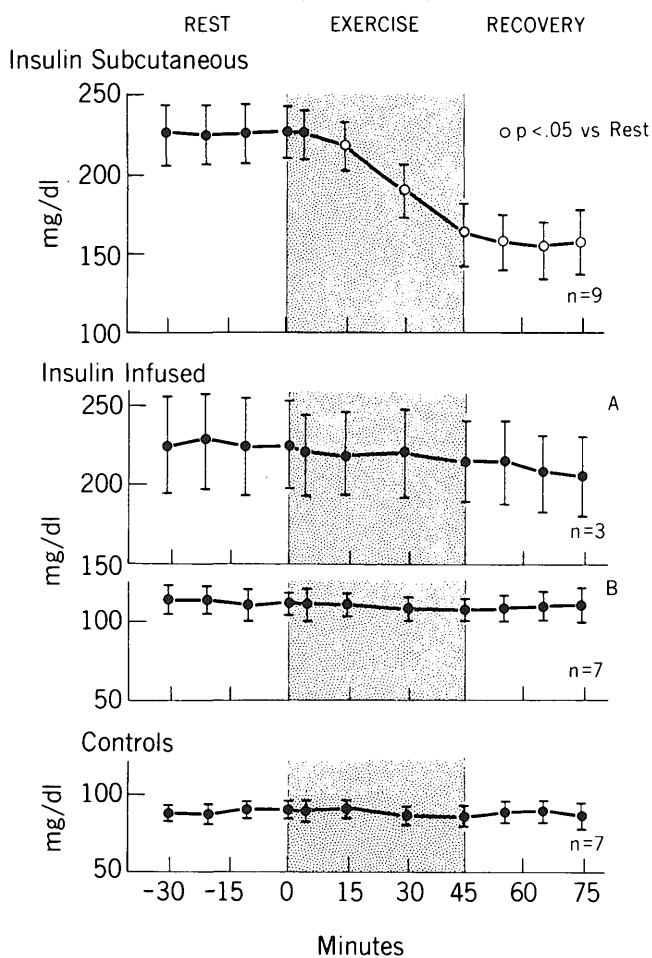 REST EXERCISE RECOVERY
Insulin Subcutaneous
250
200
150
100
mg/dl
o p <.05 vs Rest
n=9
Insulin Infused
250
200
150
mg/dl
A
n=3
100
50
B
n=7
Controls
100
50
mg/dl
n=7
-30 -15 0 15 30 45 60 75
Minutes